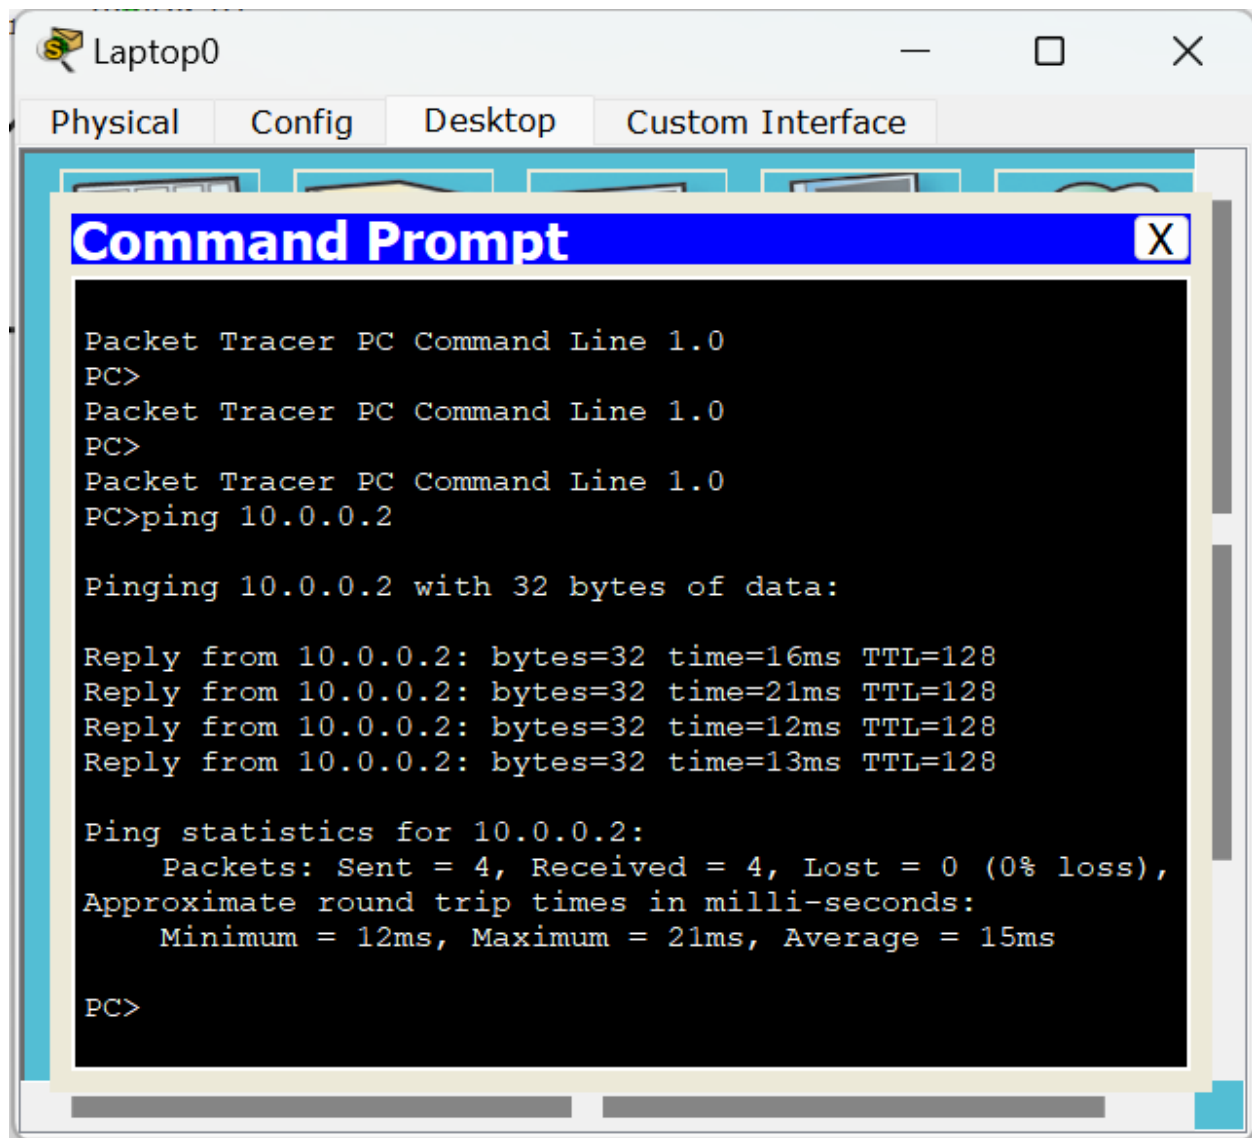 Laptop0
Physical Config Desktop Custom Interface
Command Prompt X
Packet Tracer PC Command Line 1.0
PC>
Packet Tracer PC Command Line 1.0
PC>
Packet Tracer PC Command Line 1.0
PC>ping 10.0.0.2
Pinging 10.0.0.2 with 32 bytes of data:
Reply from 10.0.0.2: bytes=32 time=16ms TTL=128
Reply from 10.0.0.2: bytes=32 time=21ms TTL=128
Reply from 10.0.0.2: bytes=32 time=12ms TTL=128
Reply from 10.0.0.2: bytes=32 time=13ms TTL=128
Ping statistics for 10.0.0.2:
Packets: Sent = 4, Received = 4, Lost = 0 (0% loss),
Approximate round trip times in milli-seconds:
Minimum = 12ms, Maximum = 21ms, Average = 15ms
PC>